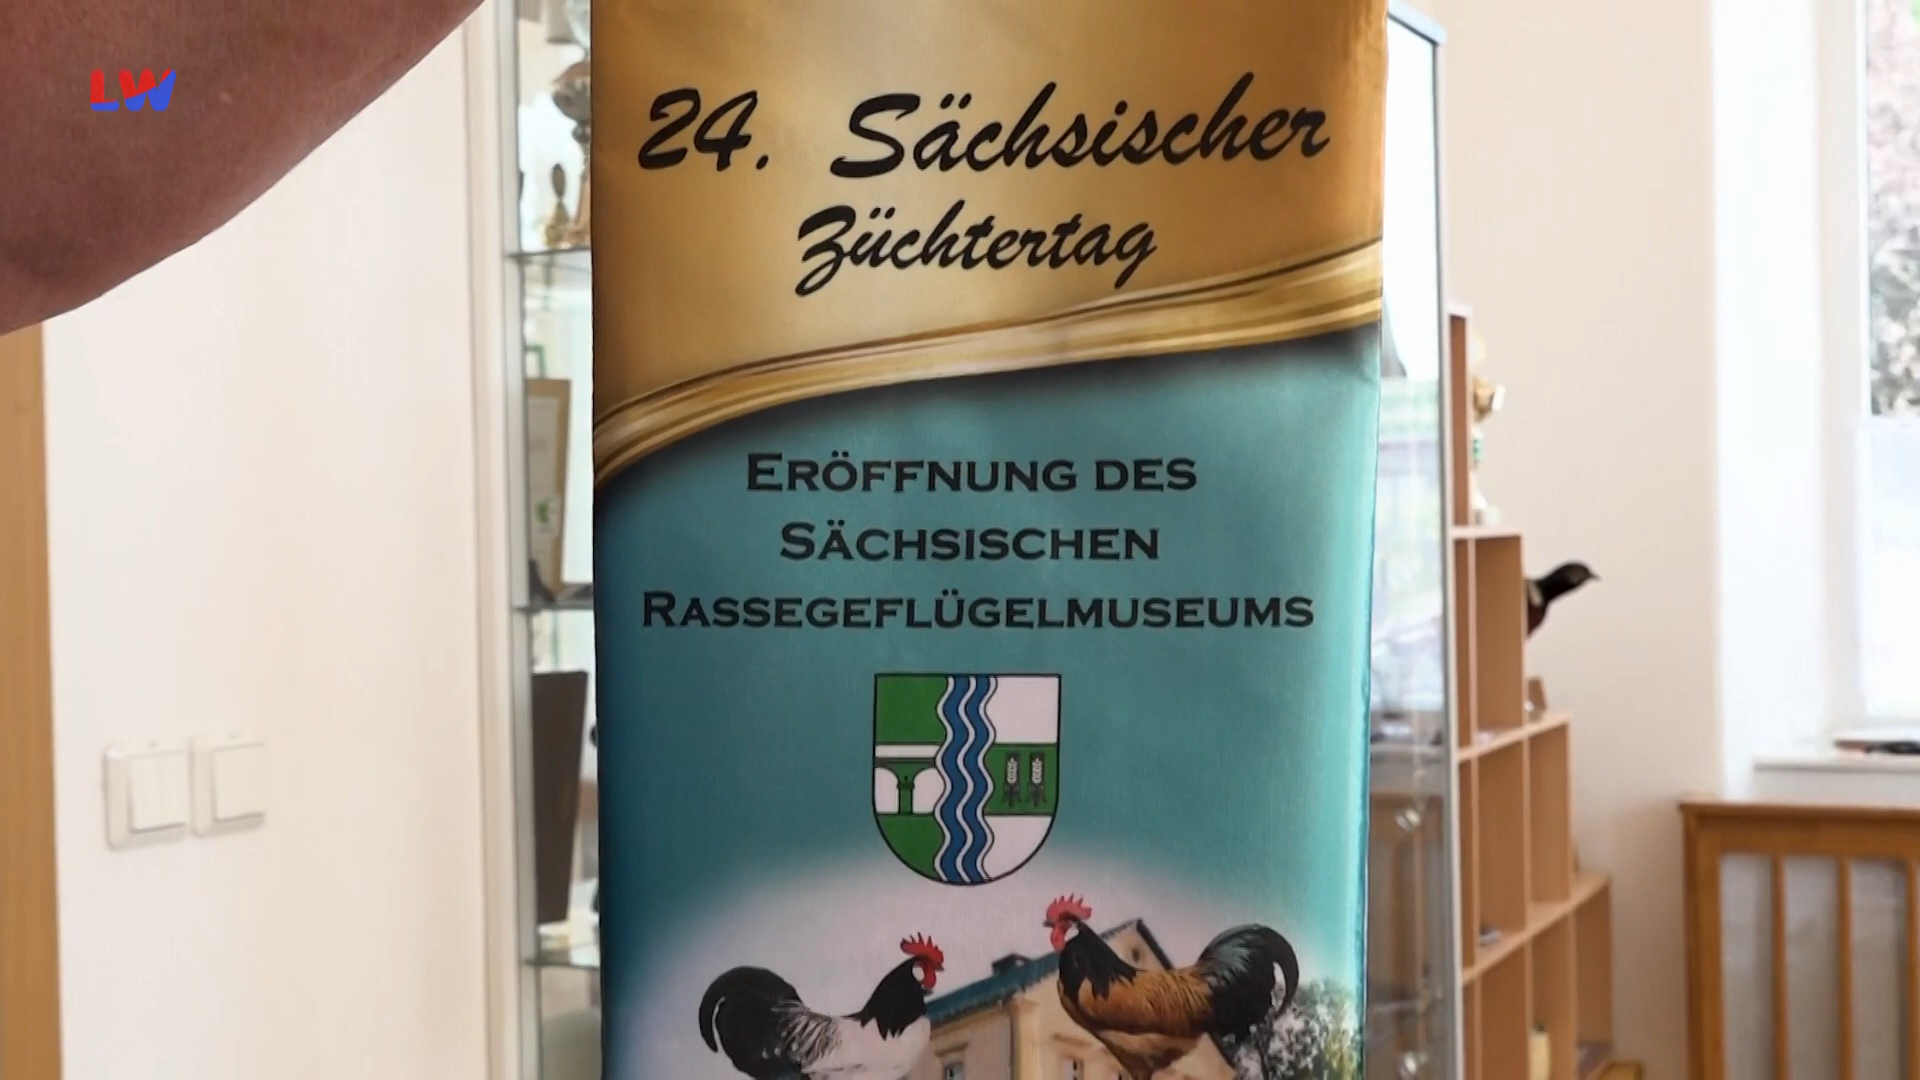 LW
24. Sächsischer
Züchtertag
ERÖFFNUNG DES
SÄCHSISCHEN
RASSEGEFLÜGELMUSEUMS